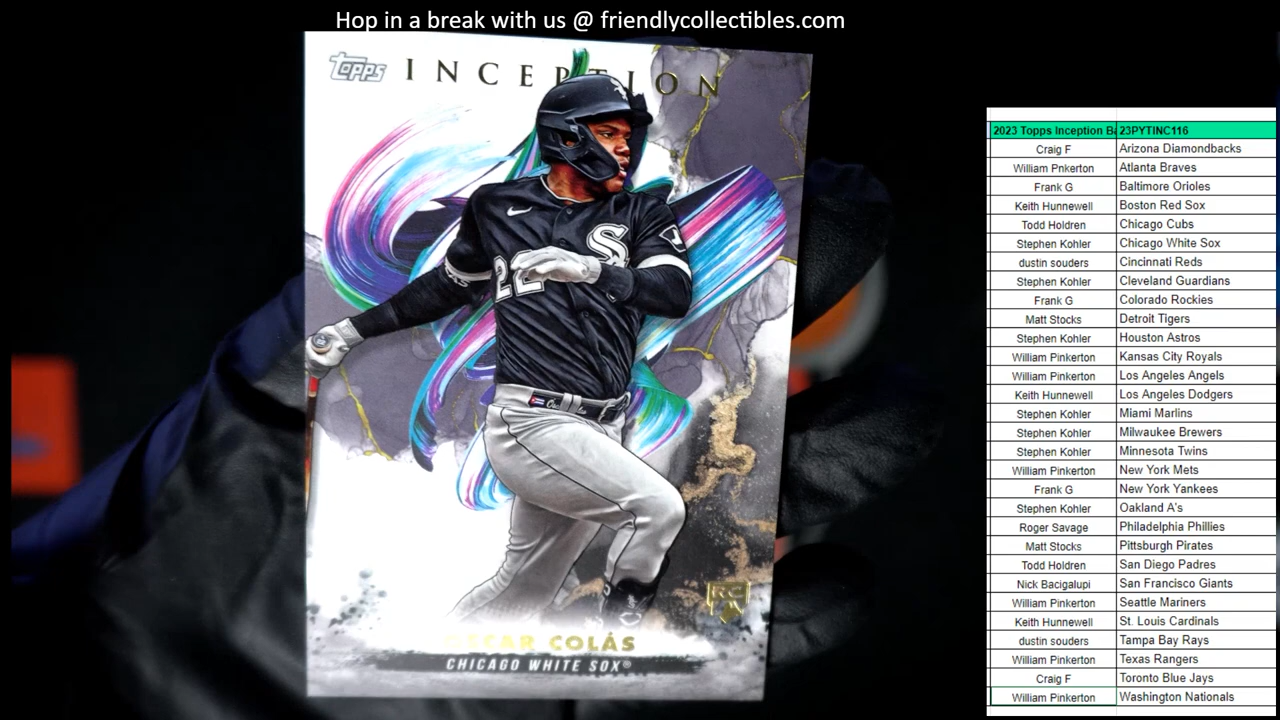 Hop in a break with us @ friendlycollectibles.com
Topps INCEPTION
22
OSCAR COLÁS
CHICAGO WHITE SOX®
RC
2023 Topps Inception Ba 23PYTINC116
Craig F Arizona Diamondbacks
William Pnkerton Atlanta Braves
Frank G Baltimore Orioles
Keith Hunnewell Boston Red Sox
Todd Holdren Chicago Cubs
Stephen Kohler Chicago White Sox
dustin souders Cincinnati Reds
Stephen Kohler Cleveland Guardians
Frank G Colorado Rockies
Matt Stocks Detroit Tigers
Stephen Kohler Houston Astros
William Pinkerton Kansas City Royals
William Pinkerton Los Angeles Angels
Keith Hunnewell Los Angeles Dodgers
Stephen Kohler Miami Marlins
Stephen Kohler Milwaukee Brewers
Stephen Kohler Minnesota Twins
William Pinkerton New York Mets
Frank G New York Yankees
Stephen Kohler Oakland A's
Roger Savage Philadelphia Phillies
Matt Stocks Pittsburgh Pirates
Todd Holdren San Diego Padres
Nick Bacigalupi San Francisco Giants
William Pinkerton Seattle Mariners
Keith Hunnewell St. Louis Cardinals
dustin souders Tampa Bay Rays
William Pinkerton Texas Rangers
Craig F Toronto Blue Jays
William Pinkerton Washington Nationals